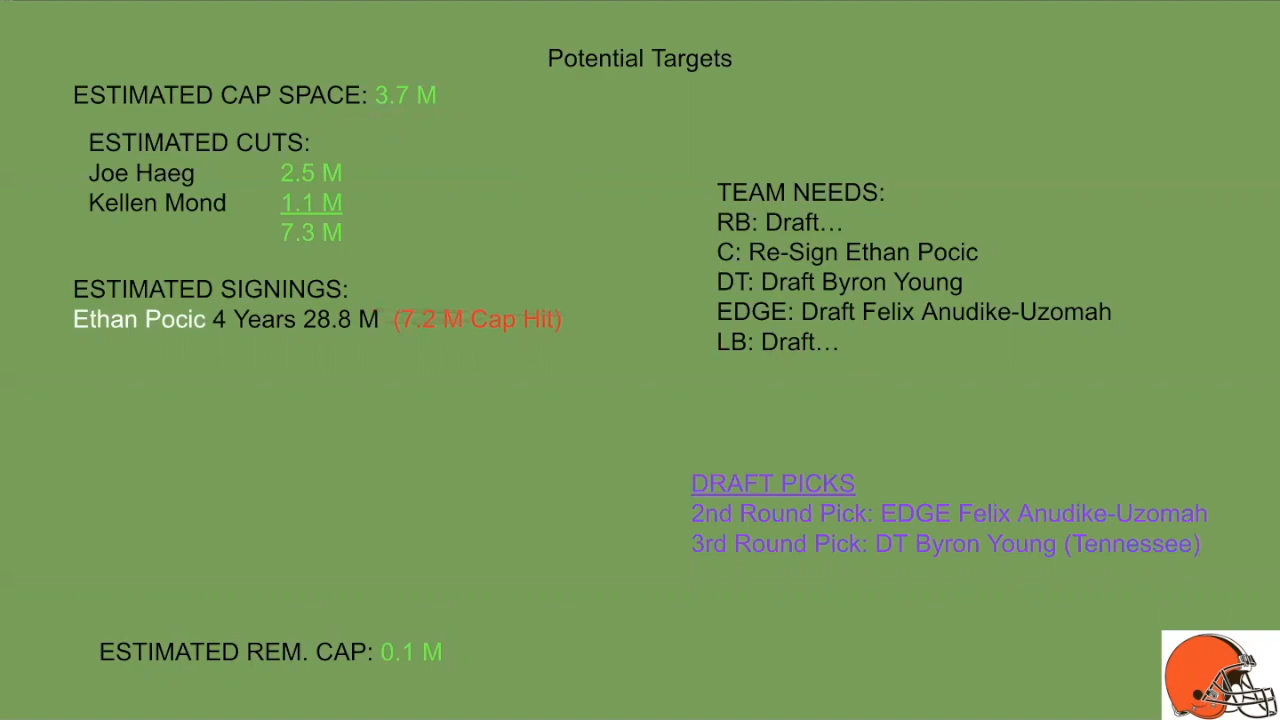 Potential Targets
ESTIMATED CAP SPACE: 3.7 M
ESTIMATED CUTS:
Joe Haeg 2.5 M
Kellen Mond 1.1 M
7.3 M
ESTIMATED SIGNINGS:
Ethan Pocic 4 Years 28.8 M (7.2 M Cap Hit)
TEAM NEEDS:
RB: Draft…
C: Re-Sign Ethan Pocic
DT: Draft Byron Young
EDGE: Draft Felix Anudike-Uzomah
LB: Draft…
DRAFT PICKS
2nd Round Pick: EDGE Felix Anudike-Uzomah
3rd Round Pick: DT Byron Young (Tennessee)
ESTIMATED REM. CAP: 0.1 M